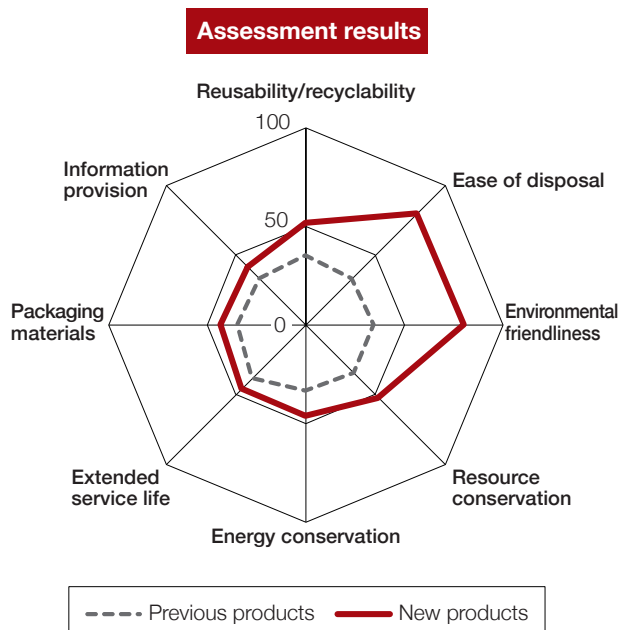 Assessment results
Reusability/recyclability
100
Information
provision
Ease of disposal
50
Packaging
materials
0
Environmental
friendliness
Extended
service life
Resource
conservation
Energy conservation
Previous products
New products